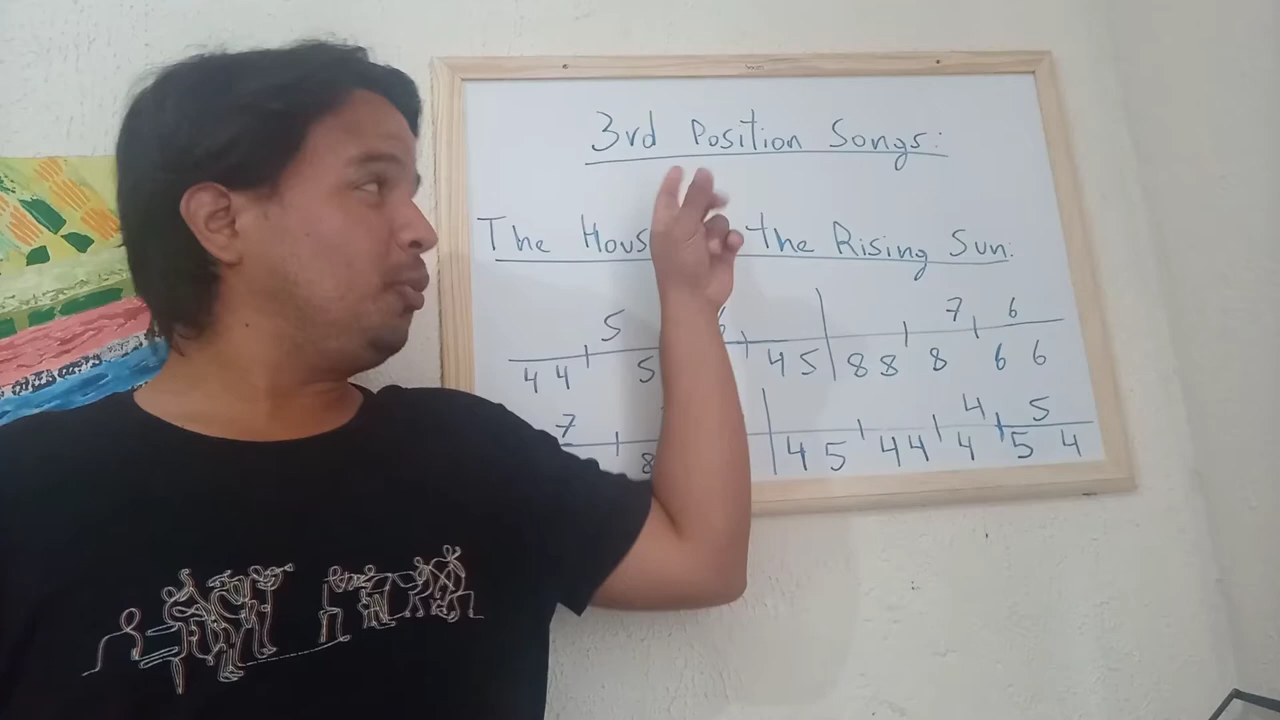 3rd Position Songs:
The the Rising Sun:
5 7 6
4 4 5 4 5 8 8 8 6 6
7 4 5
8 4 5 4 4 4 5 4